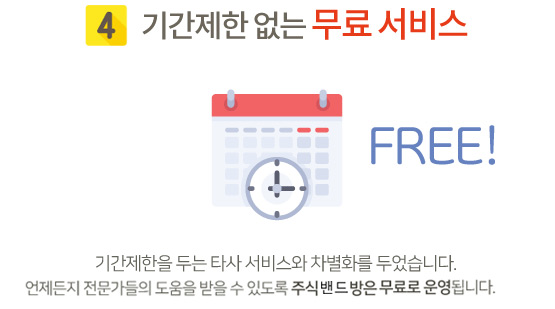 4 기간제한 없는 무료 서비스
FREE!
기간제한을 두는 타사 서비스와 차별화를 두었습니다.
언제든지 전문가들의 도움을 받을 수 있도록 주식밴드방은 무료로 운영됩니다.